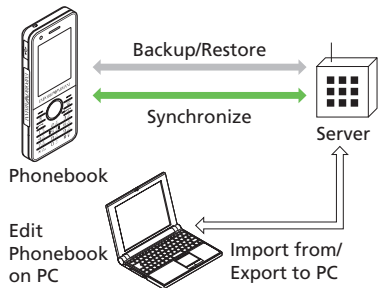 Backup/Restore
Synchronize
Server
Phonebook
Edit
Phonebook
on PC
Import from/
Export to PC